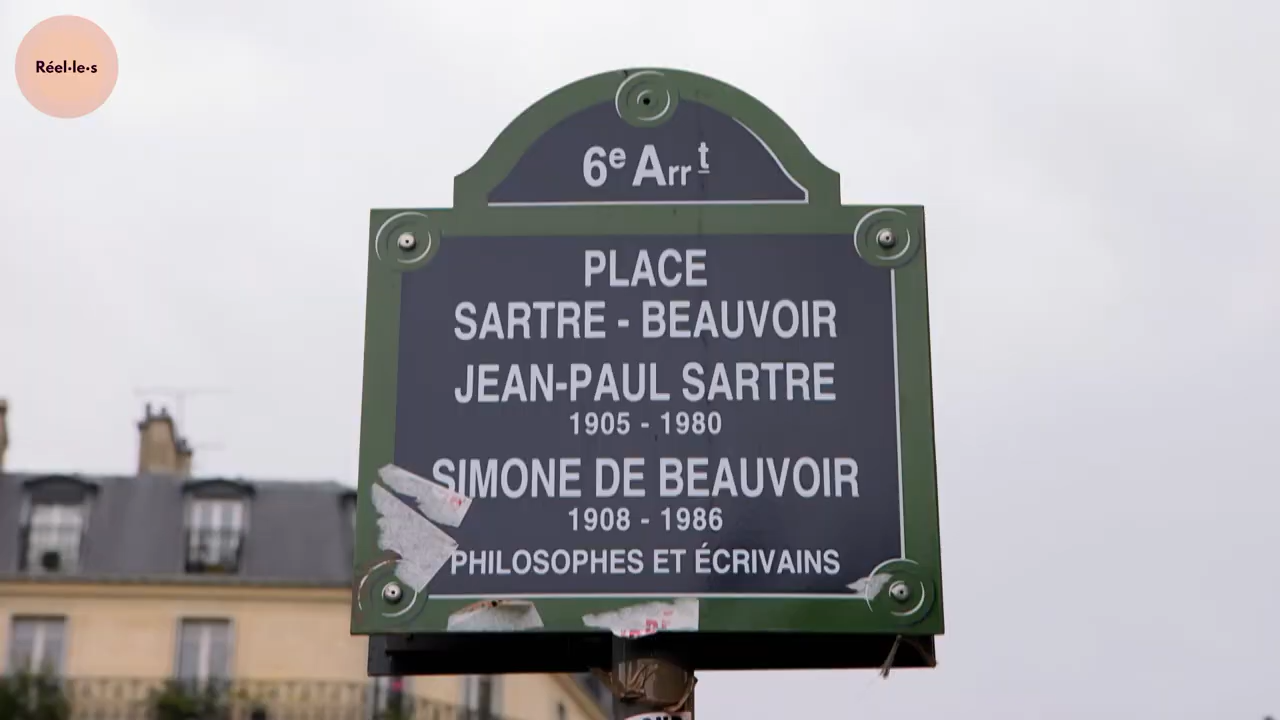 Réel·le·s
6e Arrt
PLACE
SARTRE - BEAUVOIR
JEAN-PAUL SARTRE
1905 - 1980
SIMONE DE BEAUVOIR
1908 - 1986
PHILOSOPHES ET ÉCRIVAINS